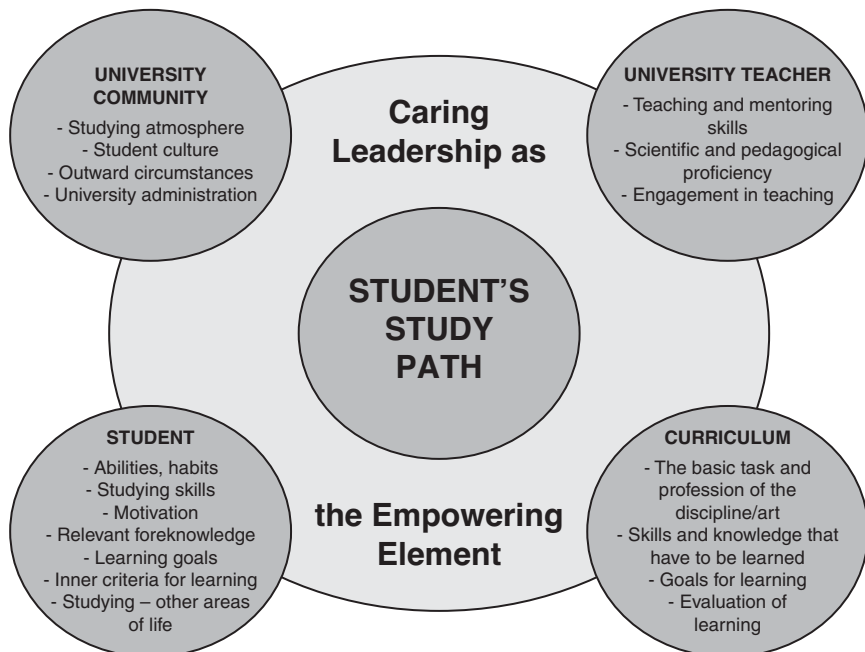 UNIVERSITY
COMMUNITY
- Studying atmosphere
- Student culture
- Outward circumstances
- University administration
Caring
Leadership as
UNIVERSITY TEACHER
- Teaching and mentoring
skills
- Scientific and pedagogical
proficiency
- Engagement in teaching
STUDENT'S
STUDY
PATH
STUDENT
- Abilities, habits
- Studying skills
- Motivation
- Relevant foreknowledge
- Learning goals
- Inner criteria for learning
- Studying – other areas
of life
the Empowering
Element
CURRICULUM
- The basic task and
profession of the
discipline/art
- Skills and knowledge that
have to be learned
- Goals for learning
- Evaluation of
learning